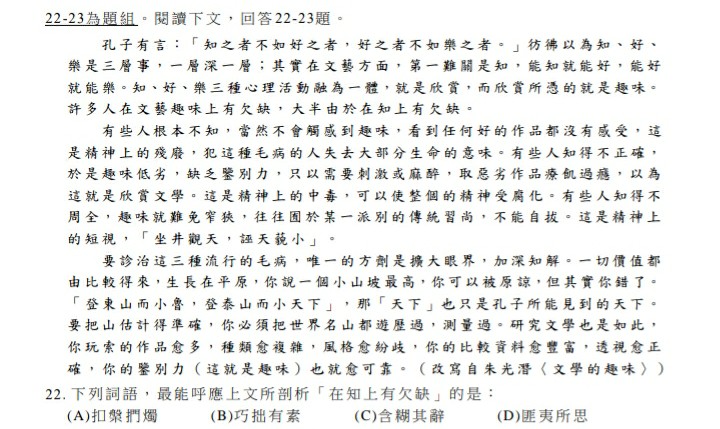 22-23為題組。閱讀下文，回答22-23題。
孔子有言：「知之者不如好之者，好之者不如樂之者。」彷彿以為知、好、
樂是三層事，一層深一層；其實在文藝方面，第一難關是知，能知就能好，能好
就能樂。知、好、樂三種心理活動融為一體，就是欣賞，而欣賞所憑的就是趣味。
許多人在文藝趣味上有欠缺，大半由於在知上有欠缺。
有些人根本不知，當然不會觸感到趣味，看到任何好的作品都沒有感受，這
是精神上的殘廢，犯這種毛病的人失去大部分生命的意味。有些人知得不正確，
於是趣味低劣，缺乏鑒別力，只以需要刺激或麻醉，取惡劣作品療飢過癮，以為
這就是欣賞文學。這是精神上的中毒，可以使整個的精神受腐化。有些人知得不
周全，趣味就難免窄狹，往往囿於某一派別的傳統習尚，不能自拔。這是精神上
的短視，「坐井觀天，誣天藐小」。
要診治這三種流行的毛病，唯一的方劑是擴大眼界，加深知解。一切價值都
由比較得來，生長在平原，你說一個小山坡最高，你可以被原諒，但其實你錯了。
「登東山而小魯，登泰山而小天下」，那「天下」也只是孔子所能見到的天下。
要把山估計得準確，你必須把世界名山都遊歷過，測量過。研究文學也是如此，
你玩索的作品愈多，種類愈複雜，風格愈紛歧，你的比較資料愈豐富，透視愈正
確，你的鑒別力（這就是趣味）也就愈可靠。（改寫自朱光潛〈文學的趣味〉）
22.下列詞語，最能呼應上文所剖析「在知上有欠缺」的是：
(A)扣槃捫燭 (B)巧拙有素 (C)含糊其辭 (D)匪夷所思